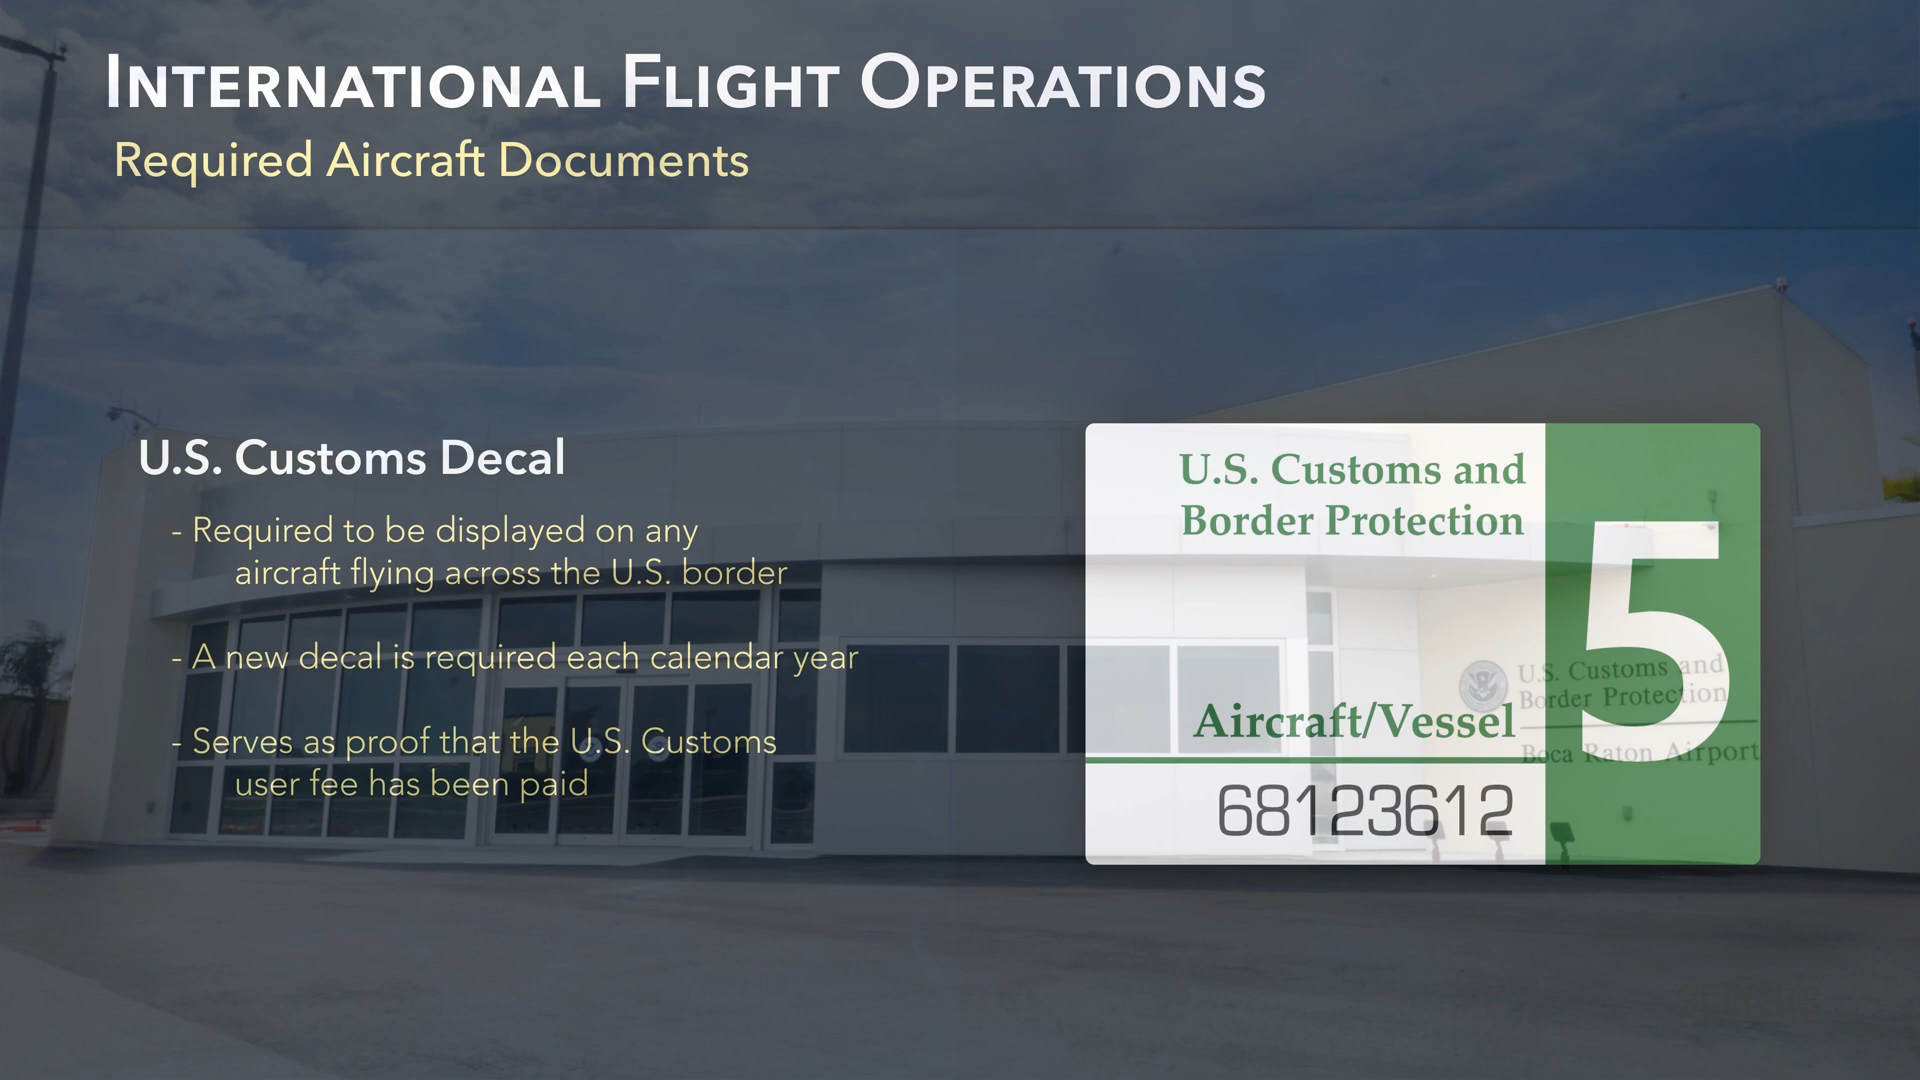 INTERNATIONAL FLIGHT OPERATIONS
Required Aircraft Documents
U.S. Customs Decal
- Required to be displayed on any
aircraft flying across the U.S. border
- A new decal is required each calendar year
- Serves as proof that the U.S. Customs
user fee has been paid
U.S. Customs and
Border Protection
5
Aircraft/Vessel
68123612
U.S. Customs and
Border Protection
Boca Raton Airport